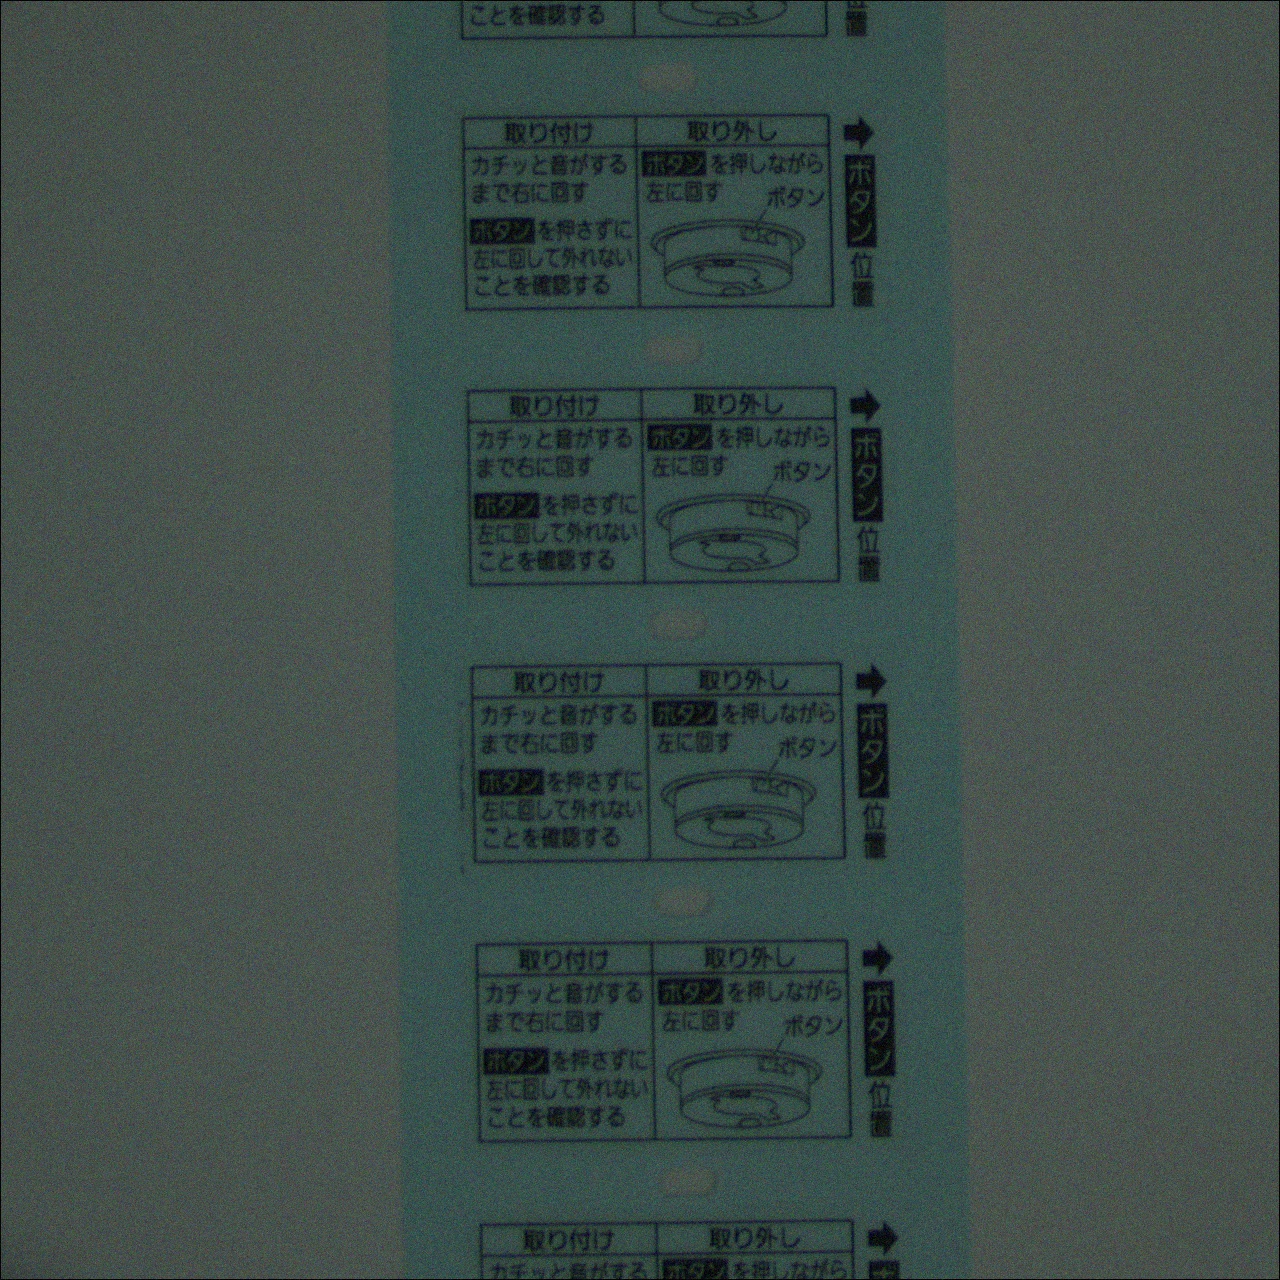 ことを確認する
位置
取り付け 取り外し
カチッと音がする
まで右に回す
ボタンを押さずに
左に回して外れない
ことを確認する
ボタンを押しながら
左に回す
ボタン
➡ボタン位置
取り付け 取り外し
カチッと音がする
まで右に回す
ボタンを押さずに
左に回して外れない
ことを確認する
ボタンを押しながら
左に回す
ボタン
➡ボタン位置
取り付け 取り外し
カチッと音がする
まで右に回す
ボタンを押さずに
左に回して外れない
ことを確認する
ボタンを押しながら
左に回す
ボタン
➡ボタン位置
取り付け 取り外し
カチッと音がする
まで右に回す
ボタンを押さずに
左に回して外れない
ことを確認する
ボタンを押しながら
左に回す
ボタン
➡ボタン位置
取り付け 取り外し
カチッと音がする
ボタンを押しながら
➡ホ